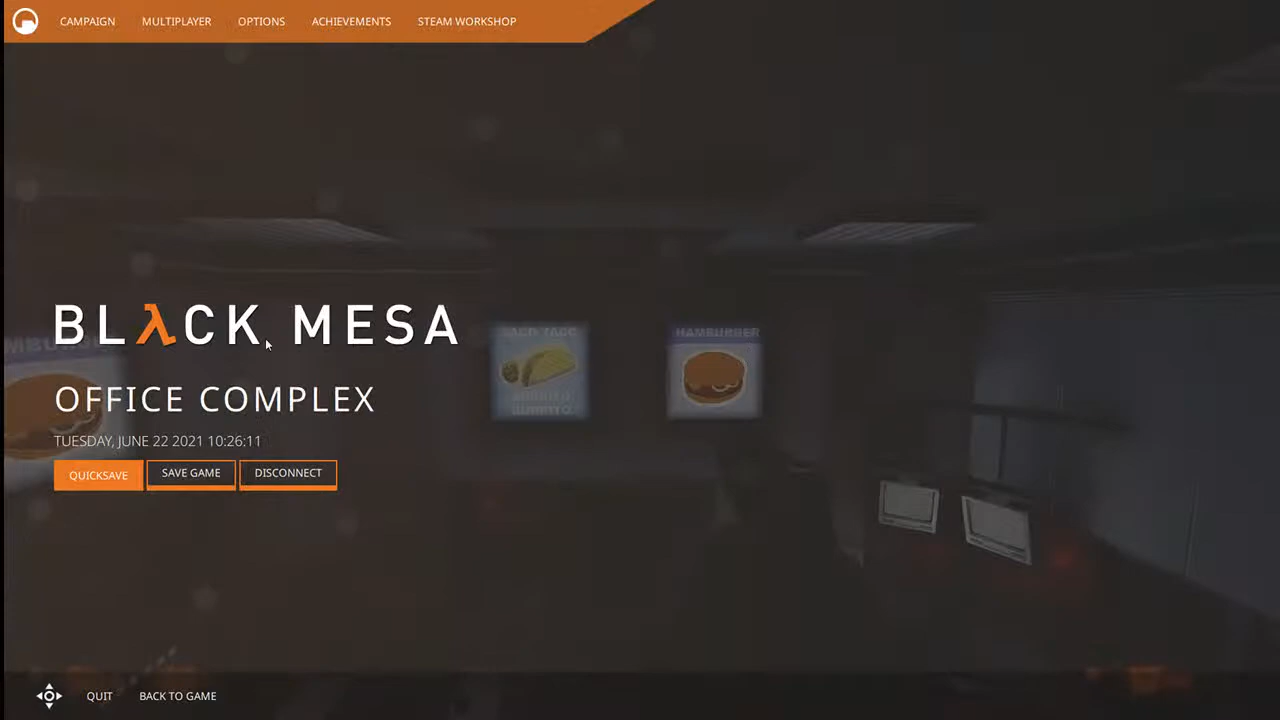 CAMPAIGN MULTIPLAYER OPTIONS ACHIEVEMENTS STEAM WORKSHOP
BLλCK MESA
HAMBURGER
OFFICE COMPLEX
TUESDAY, JUNE 22 2021 10:26:11
QUICKSAVE SAVE GAME DISCONNECT
QUIT BACK TO GAME